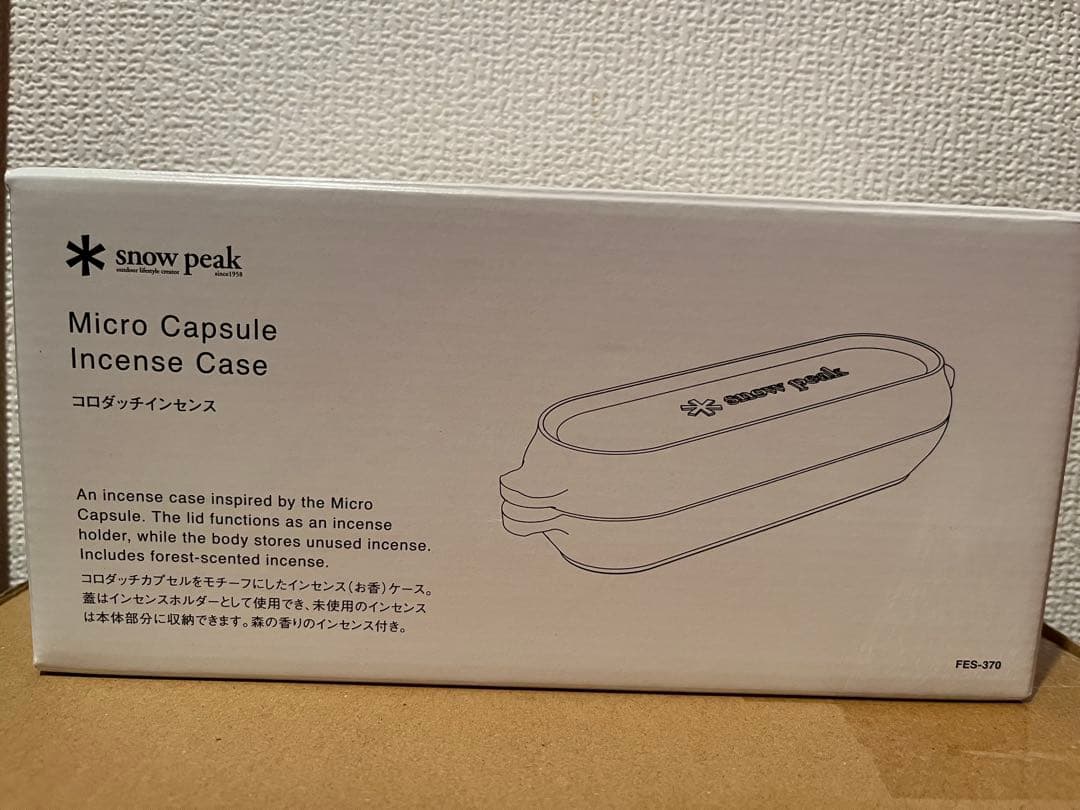 snow peak
outdoor lifestyle creator
since1958
Micro Capsule
Incense Case
コロダッチインセンス
An incense case inspired by the Micro
Capsule. The lid functions as an incense
holder, while the body stores unused incense.
Includes forest-scented incense.
コロダッチカプセルをモチーフにしたインセンス(お香)ケース。
蓋はインセンスホルダーとして使用でき、未使用のインセンス
は本体部分に収納できます。森の香りのインセンス付き。
snow peak
FES-370